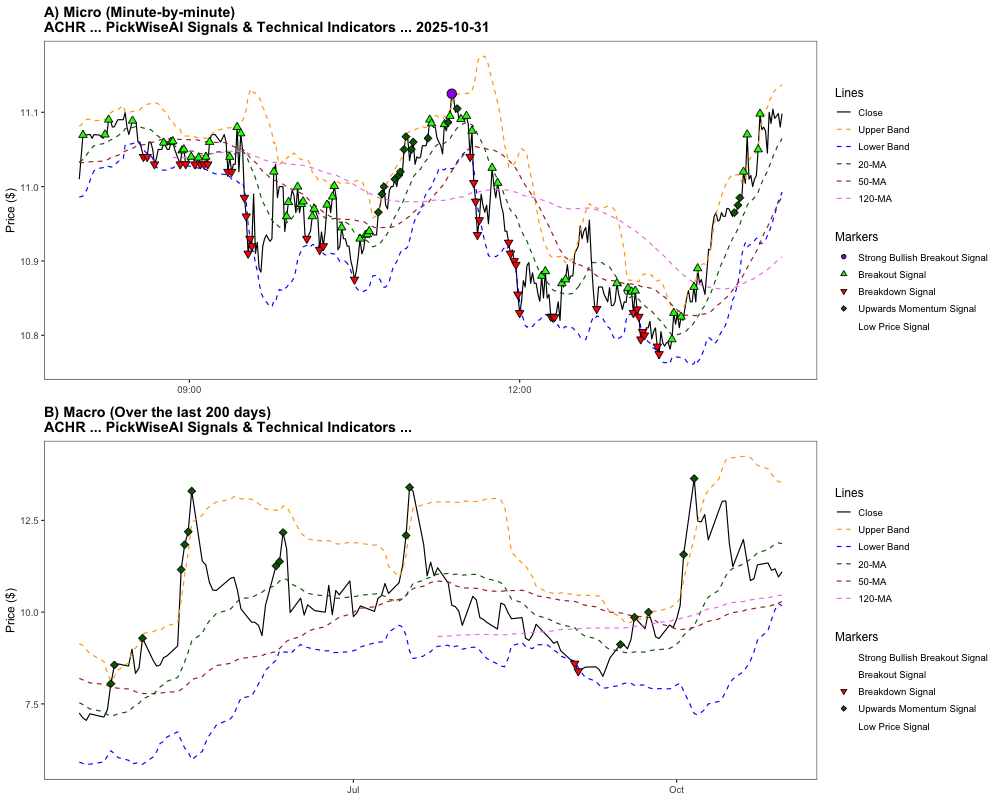 A) Micro (Minute-by-minute)
ACHR ... PickWiseAI Signals & Technical Indicators ... 2025-10-31
11.1
11.0
10.9
10.8
Price ($)
09:00
12:00
Lines
Close
Upper Band
Lower Band
20-MA
50-MA
120-MA
Markers
Strong Bullish Breakout Signal
Breakout Signal
Breakdown Signal
Upwards Momentum Signal
Low Price Signal
B) Macro (Over the last 200 days)
ACHR ... PickWiseAI Signals & Technical Indicators ...
12.5
10.0
7.5
Price ($)
Jul
Oct
Lines
Close
Upper Band
Lower Band
20-MA
50-MA
120-MA
Markers
Strong Bullish Breakout Signal
Breakout Signal
Breakdown Signal
Upwards Momentum Signal
Low Price Signal